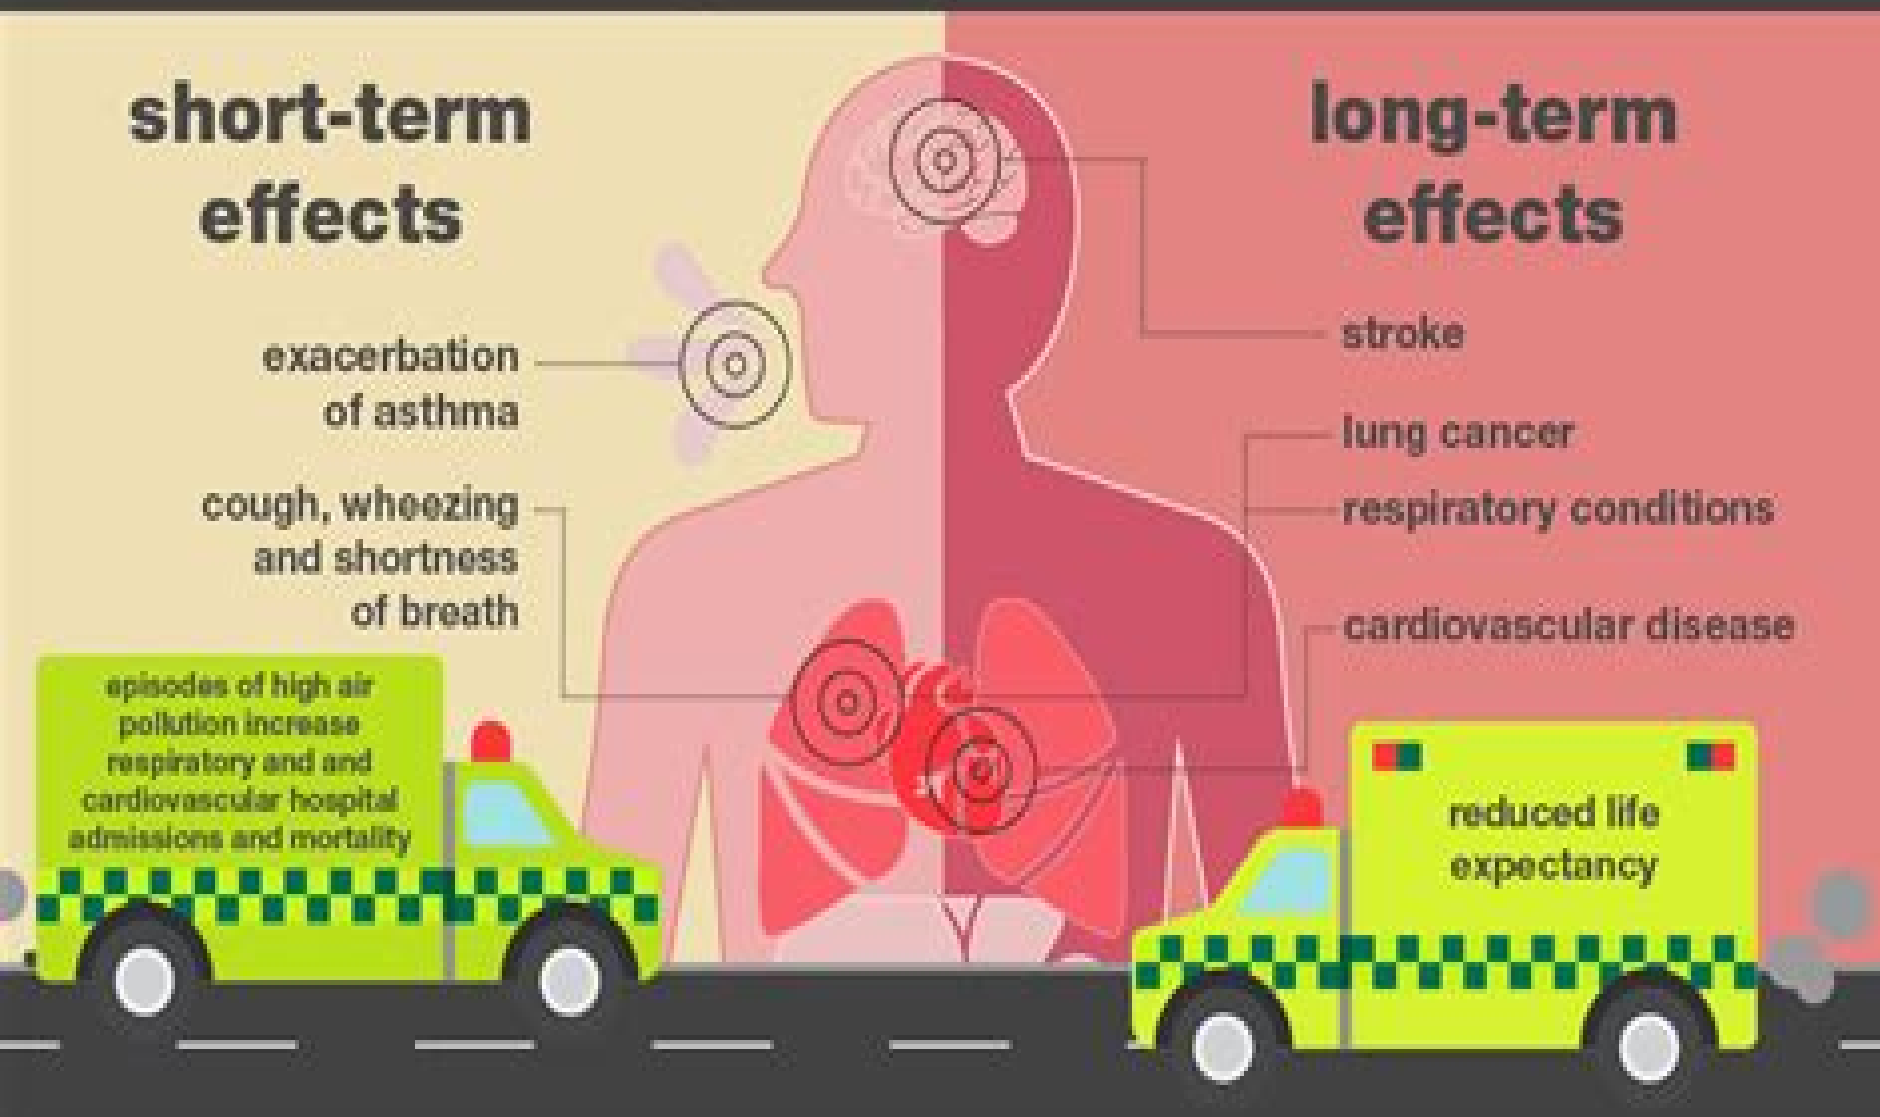 short-term
effects
exacerbation
of asthma
cough, wheezing
and shortness
of breath
episodes of high air
pollution increase
respiratory and and
cardiovascular hospital
admissions and mortality
long-term
effects
stroke
lung cancer
respiratory conditions
cardiovascular disease
reduced life
expectancy